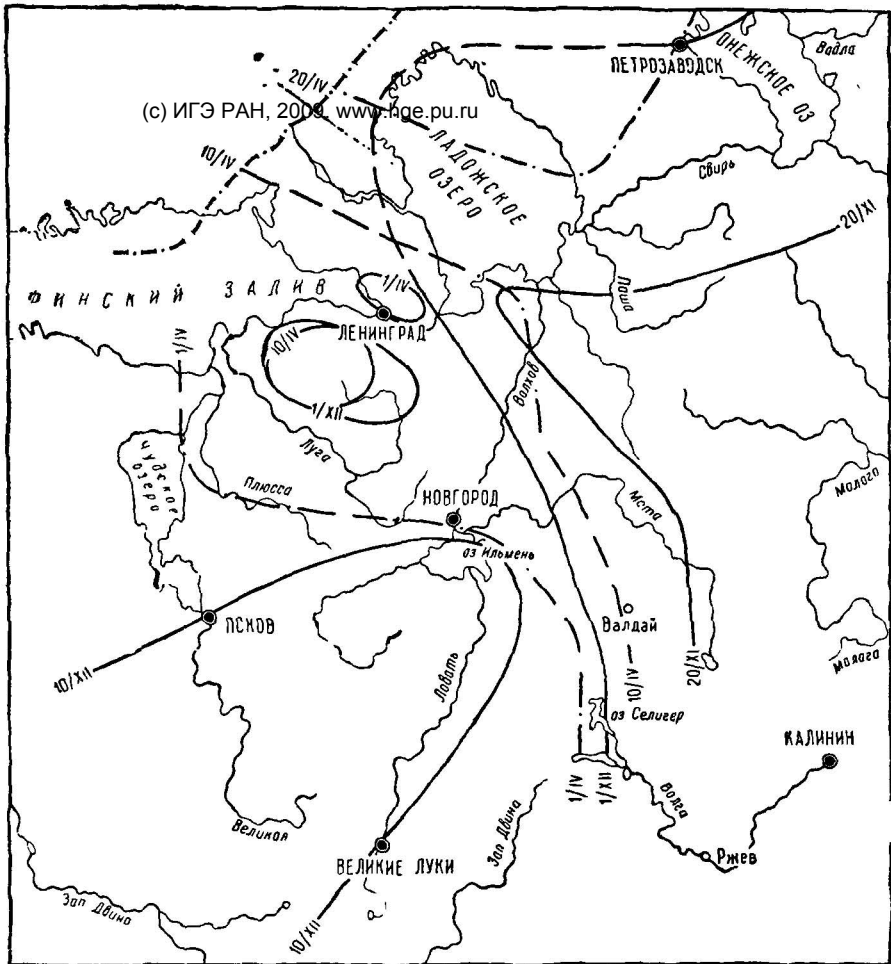 ОНЕЖСКОЕ ОЗ
Водла
ПЕТРОЗАВОДСК
20/IV
(c) ИГЭ РАН, 2009, www.hge.pu.ru
10/IV
ЛАДОЖСКОЕ
ОЗЕРО
Свирь
20/XI
ФИНСКИЙ ЗАЛИВ
1/IV
Паша
ЛЕНИНГРАД
1/IV
10/IV
Волхов
1/XII
Луга
ЧУДСКОЕ
ОЗЕРО
Плюсса
НОВГОРОД
Мста
Молога
оз Ильмень
ПСКОВ
Валдай
10/XII
Ловать
10/IV
20/XI
Молога
оз Селигер
КАЛИНИН
1/IV
1/XII
Волга
Великая
Зап Двина
ВЕЛИКИЕ ЛУКИ
Ржев
Зап Двина
10/XII